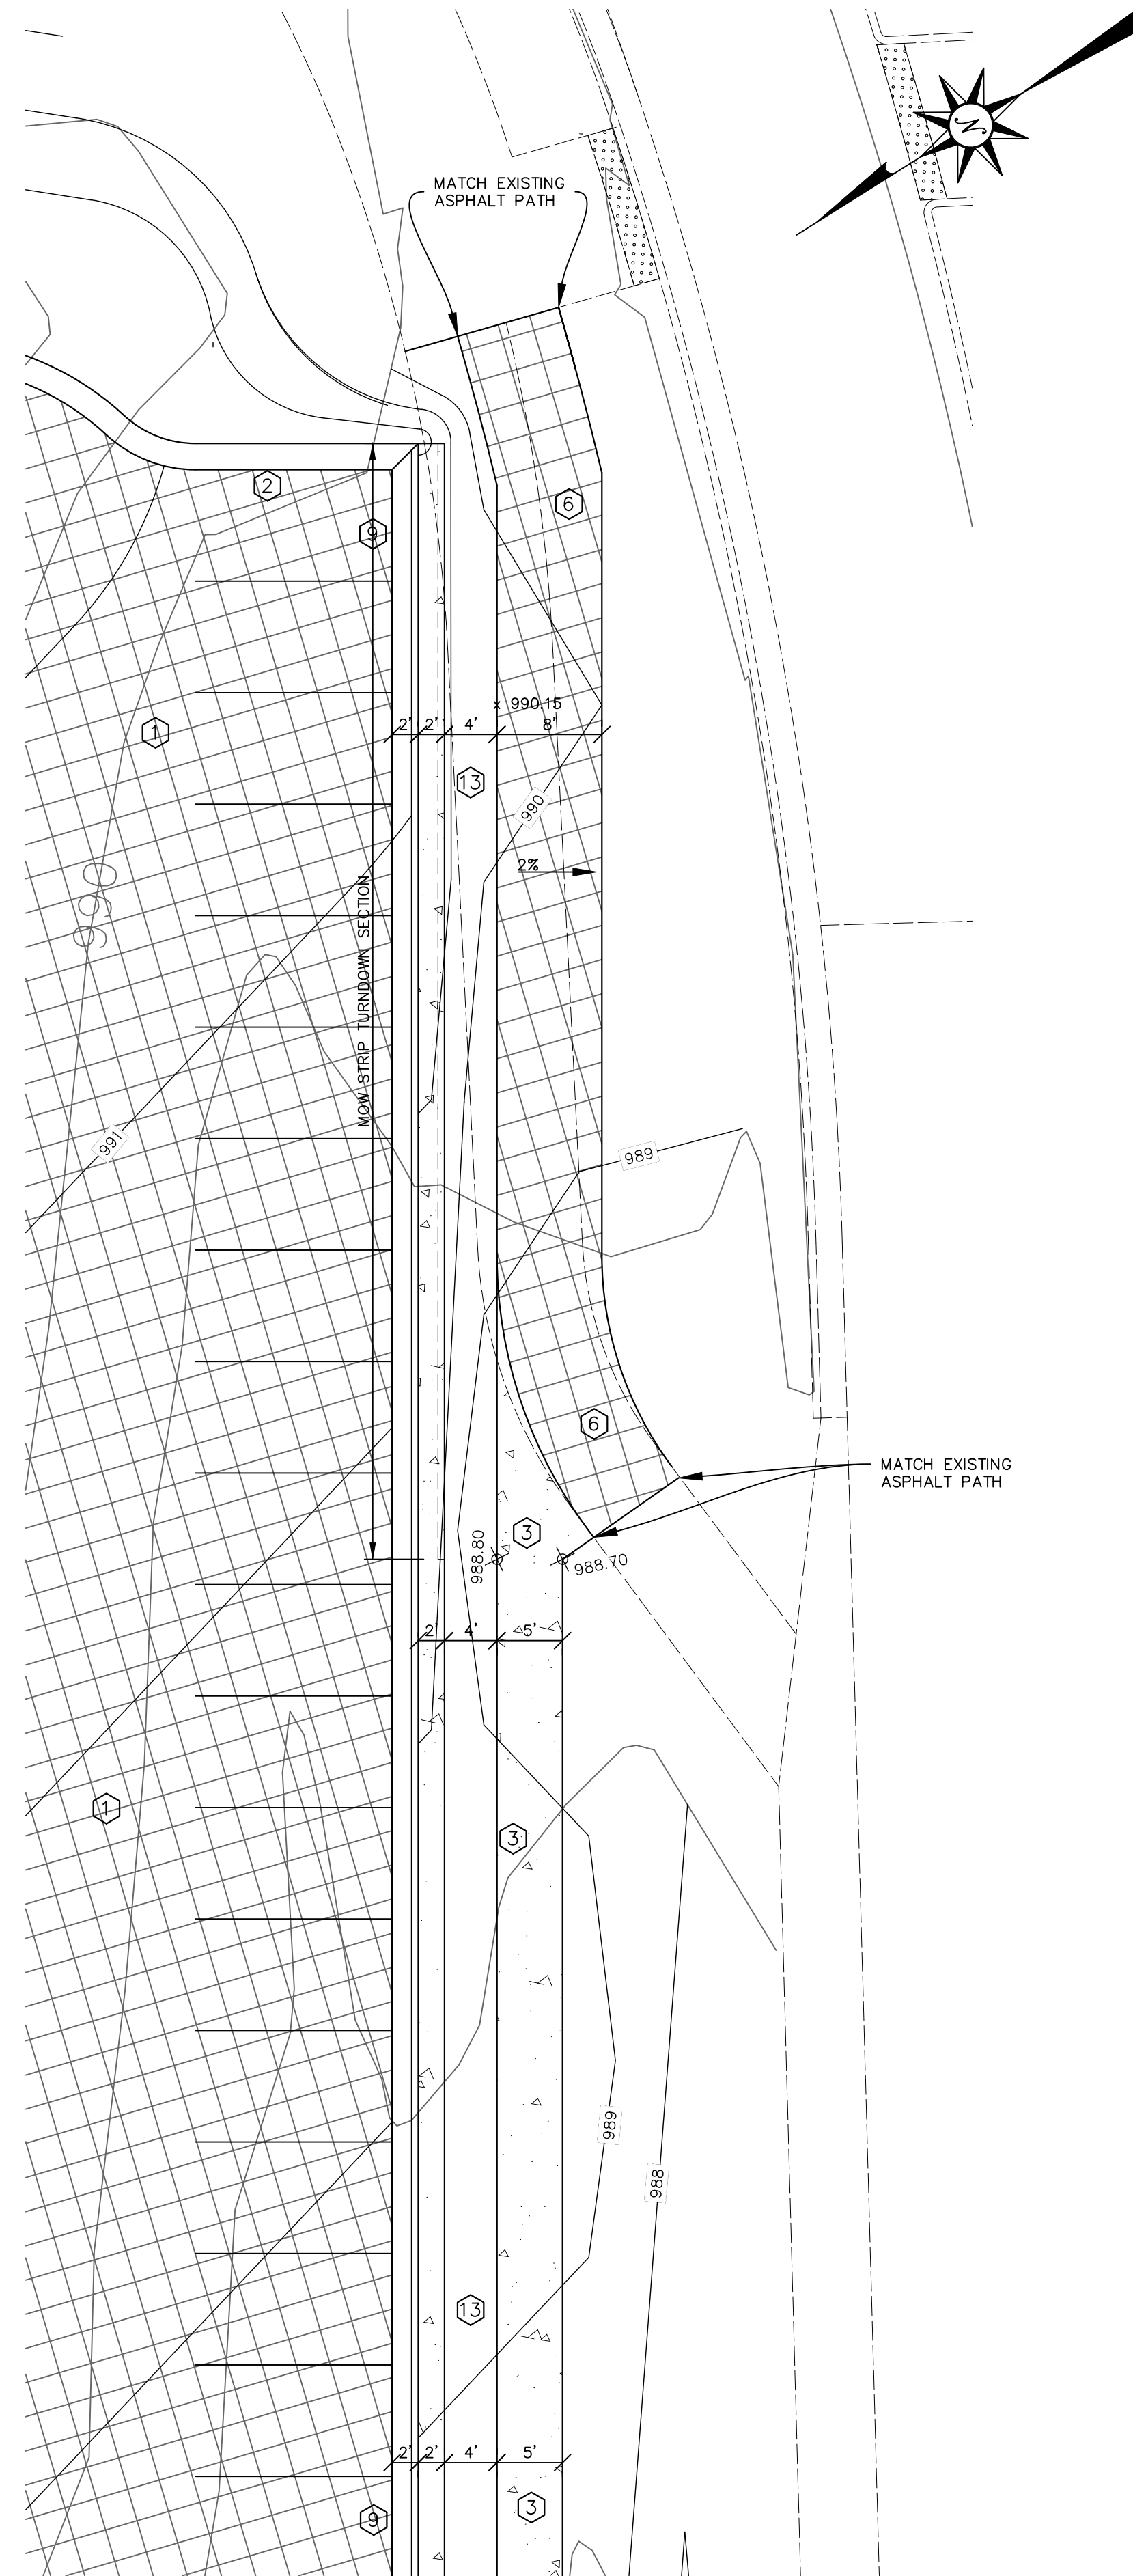 N
MATCH EXISTING
ASPHALT PATH
2
6
9
1
x 990.15
2' 2' 4' 8'
13
990
2%
990
MOW STRIP TURNDOWN SECTION
991
989
6
MATCH EXISTING
ASPHALT PATH
3
988.80
988.70
2' 4' 5'
1
3
989
988
13
2' 2' 4' 5'
3
9